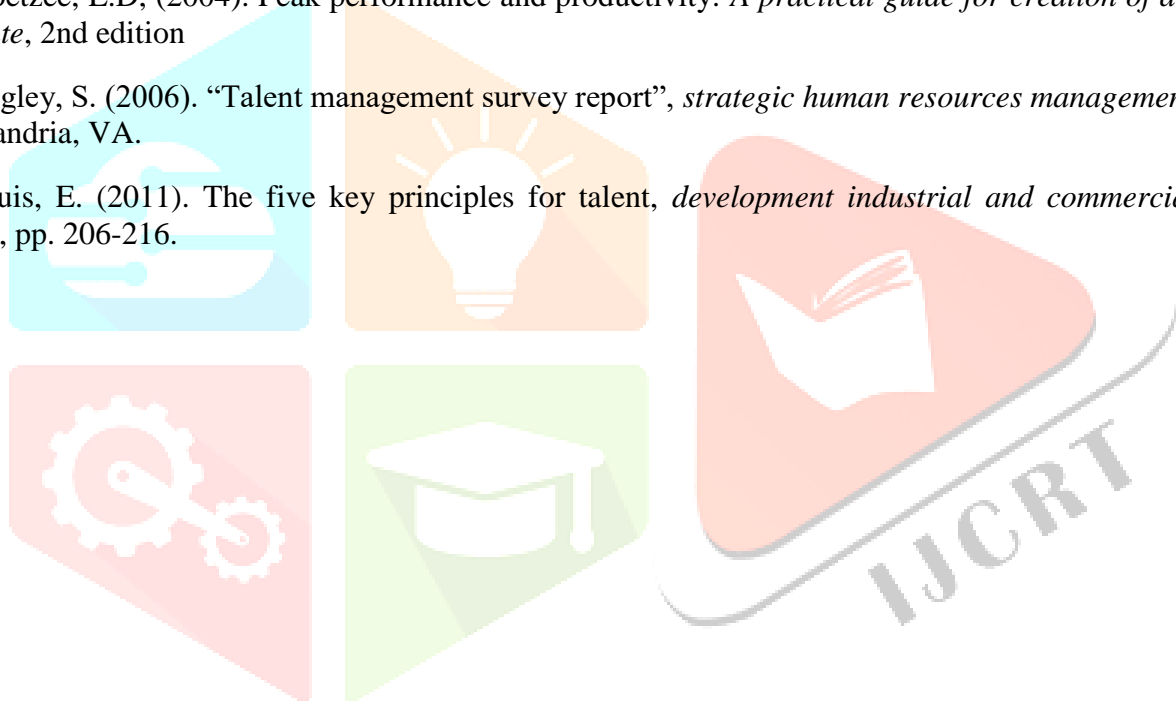 E.D, (2004). Peak performance and productivity. A practical guide for creation of a
te, 2nd edition
gley, S. (2006). “Talent management survey report”, strategic human resources managemen
andria, VA.
uis, E. (2011). The five key principles for talent, development industrial and commercia
, pp. 206-216.
IJCRT